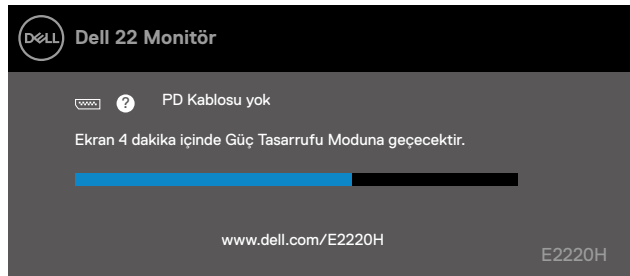 DELL Dell 22 Monitör
? PD Kablosu yok
Ekran 4 dakika içinde Güç Tasarrufu Moduna geçecektir.
www.dell.com/E2220H
E2220H